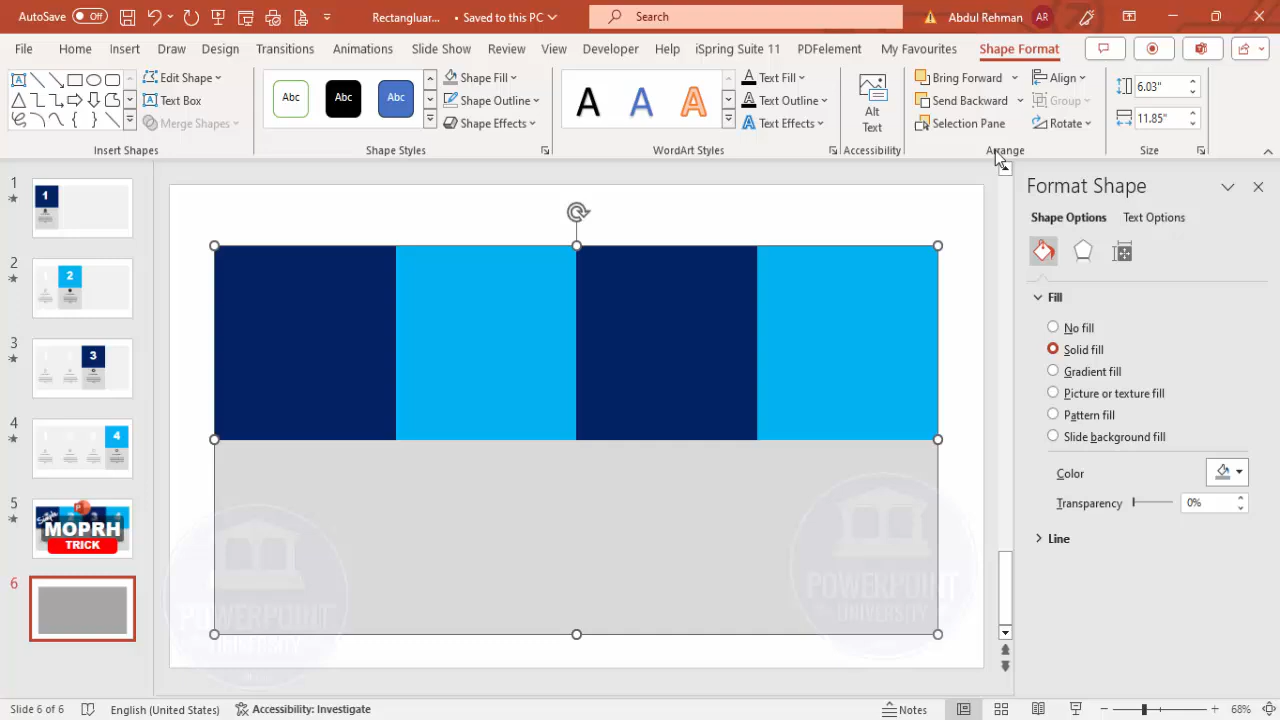 AutoSave Off Rectangluar... • Saved to this PC Search Abdul Rehman AR
File Home Insert Draw Design Transitions Animations Slide Show Review View Developer Help iSpring Suite 11 PDFelement My Favourites Shape Format
Edit Shape
Text Box
Merge Shapes
Insert Shapes
Abc Abc Abc
Shape Fill
Shape Outline
Shape Effects
Shape Styles
A A A
Text Fill
Text Outline
Text Effects
WordArt Styles
Alt
Text
Accessibility
Bring Forward
Send Backward
Selection Pane
Align
Group
Rotate
Arrange
6.03"
11.85"
Size
1
1
2
1
2
3
3
4
4
5
MOPRH
TRICK
6
POWERPOINT
UNIVERSITY
POWERPOINT
UNIVERSITY
Format Shape
Shape Options Text Options
Fill
No fill
Solid fill
Gradient fill
Picture or texture fill
Pattern fill
Slide background fill
Color
Transparency 0%
Line
Slide 6 of 6 English (United States) Accessibility: Investigate Notes 68%